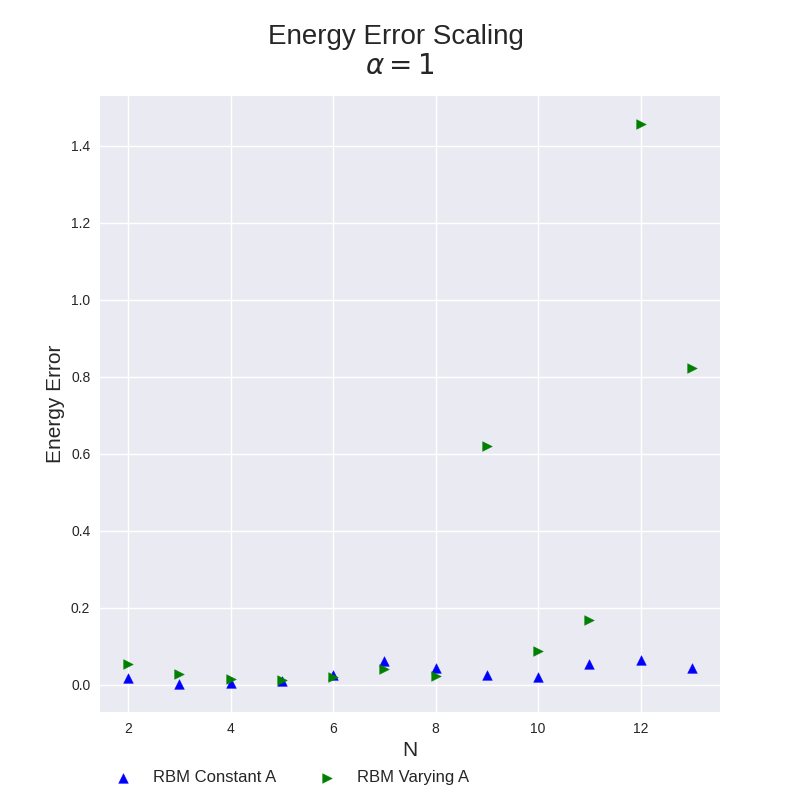 Energy Error Scaling
α = 1
1.4
1.2
1.0
0.8
0.6
0.4
0.2
0.0
Energy Error
2 4 6 8 10 12
N
RBM Constant A RBM Varying A